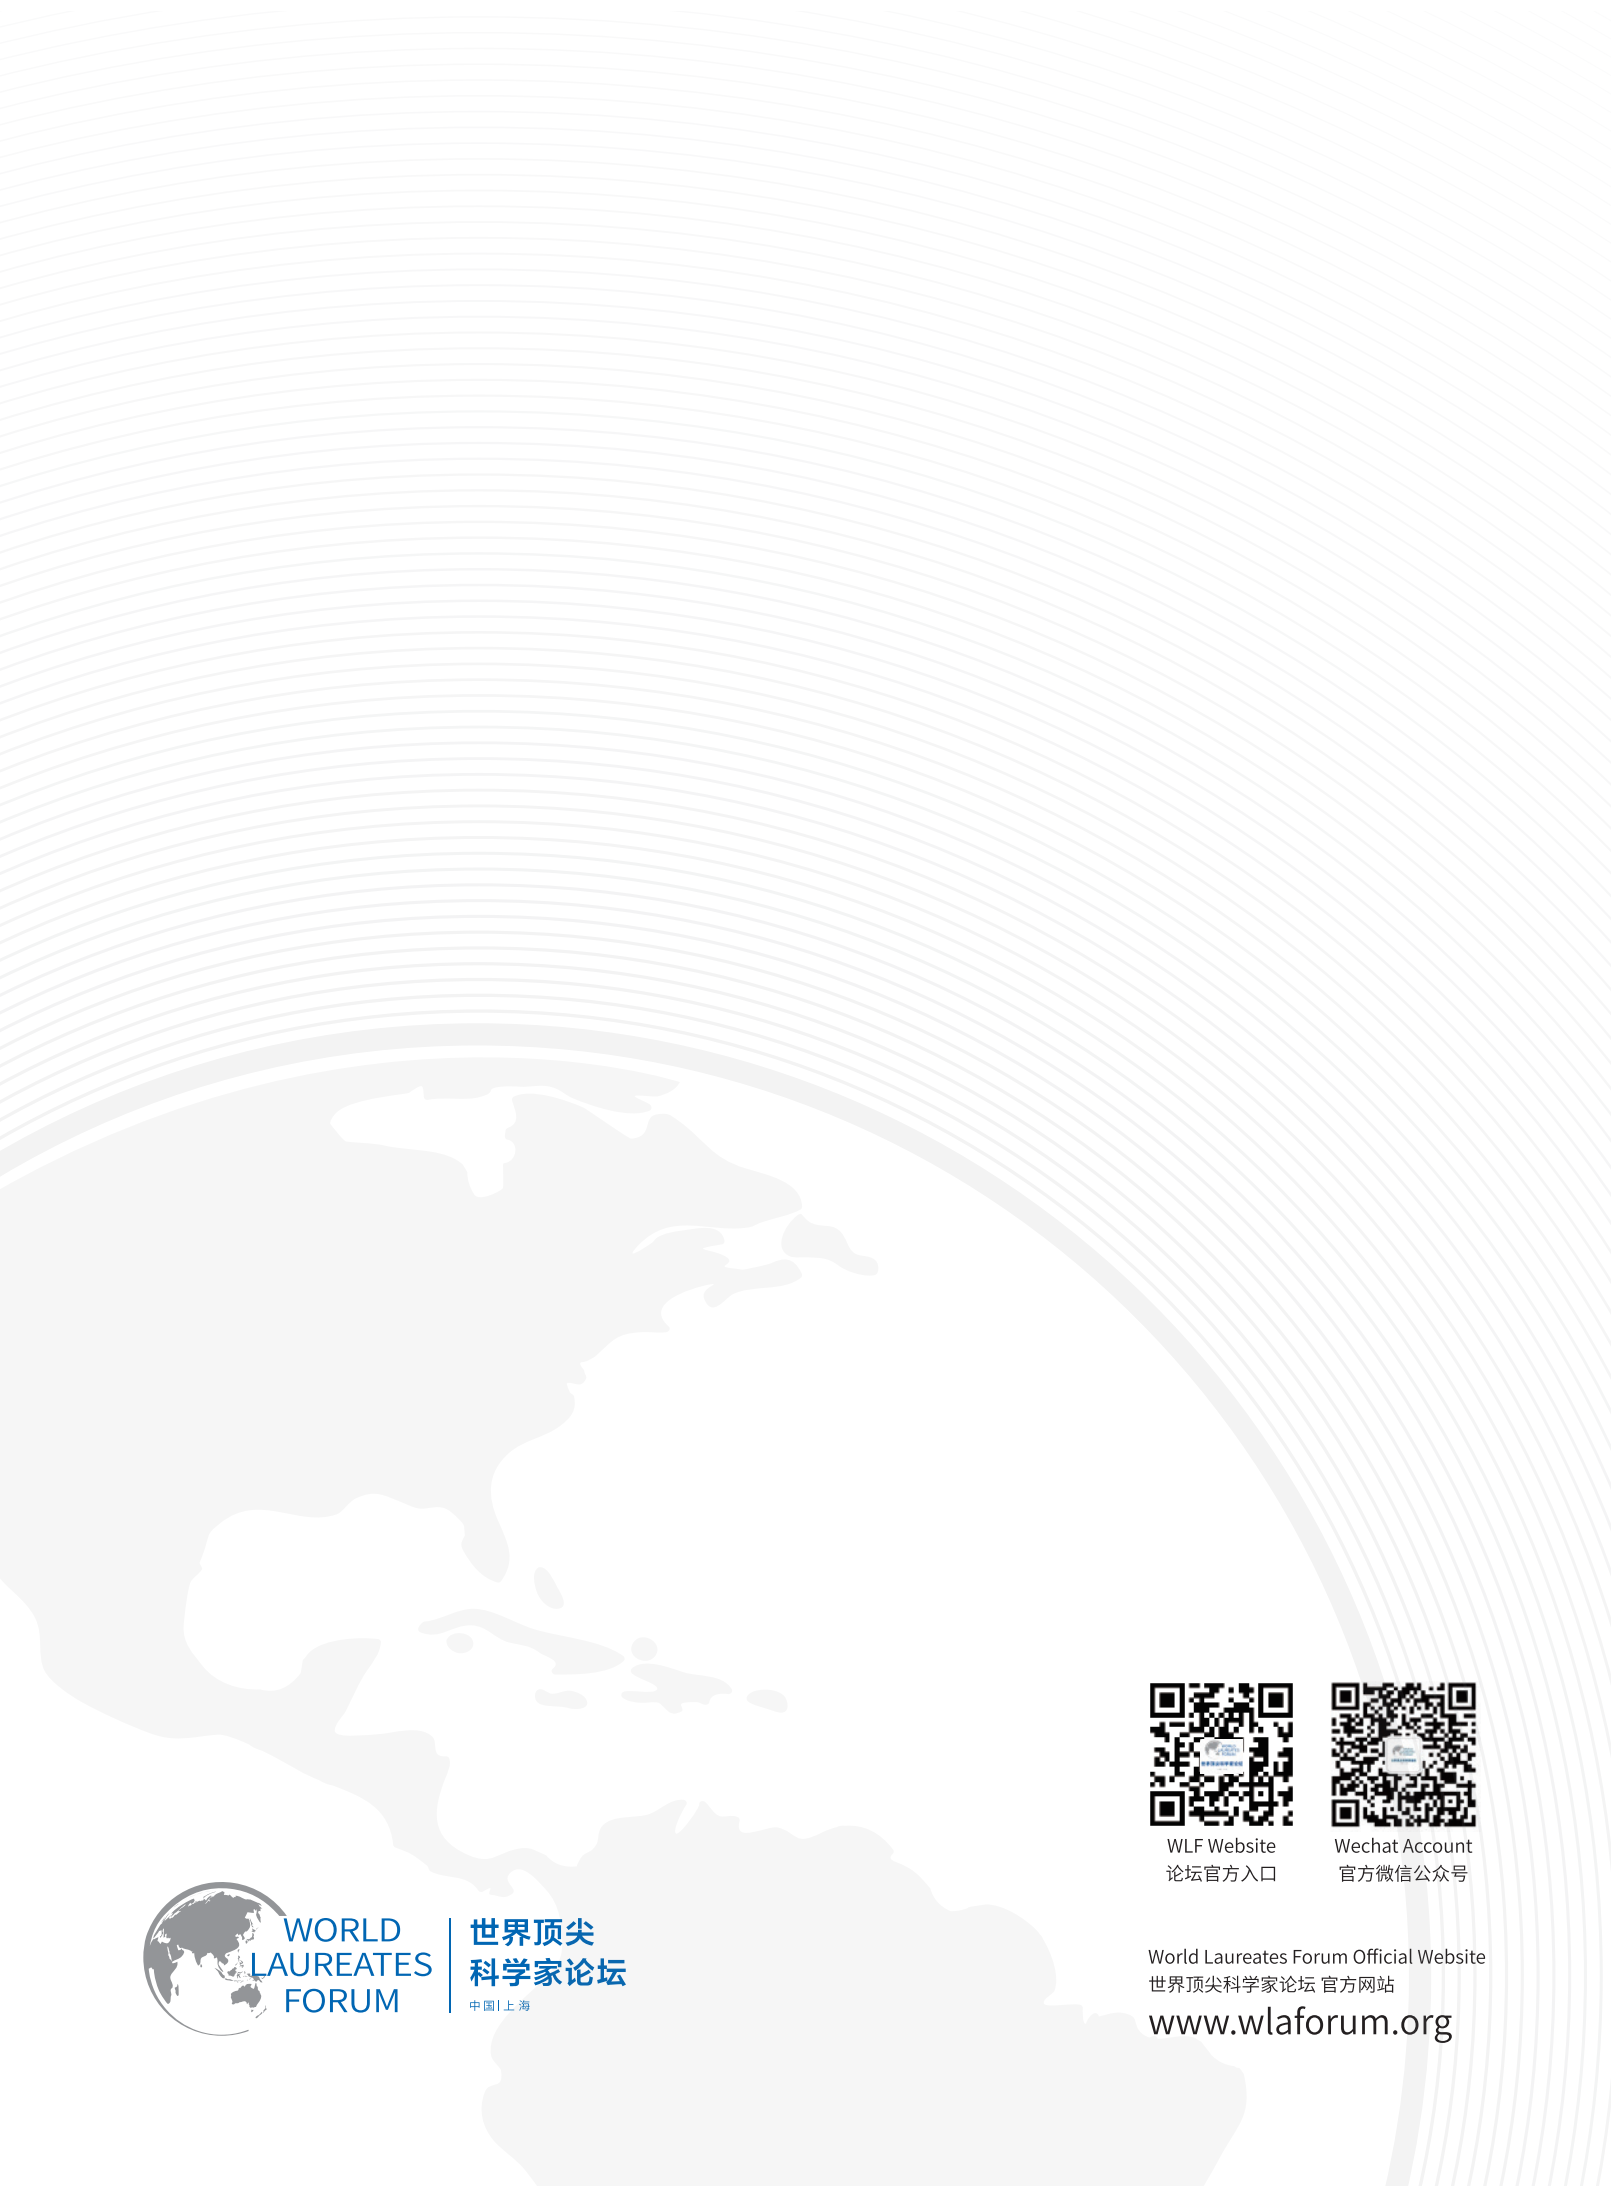 WLF Website
论坛官方入口
Wechat Account
官方微信公众号
WORLD
LAUREATES
FORUM
世界顶尖
科学家论坛
中国|上海
World Laureates Forum Official Website
世界顶尖科学家论坛 官方网站
www.wlaforum.org